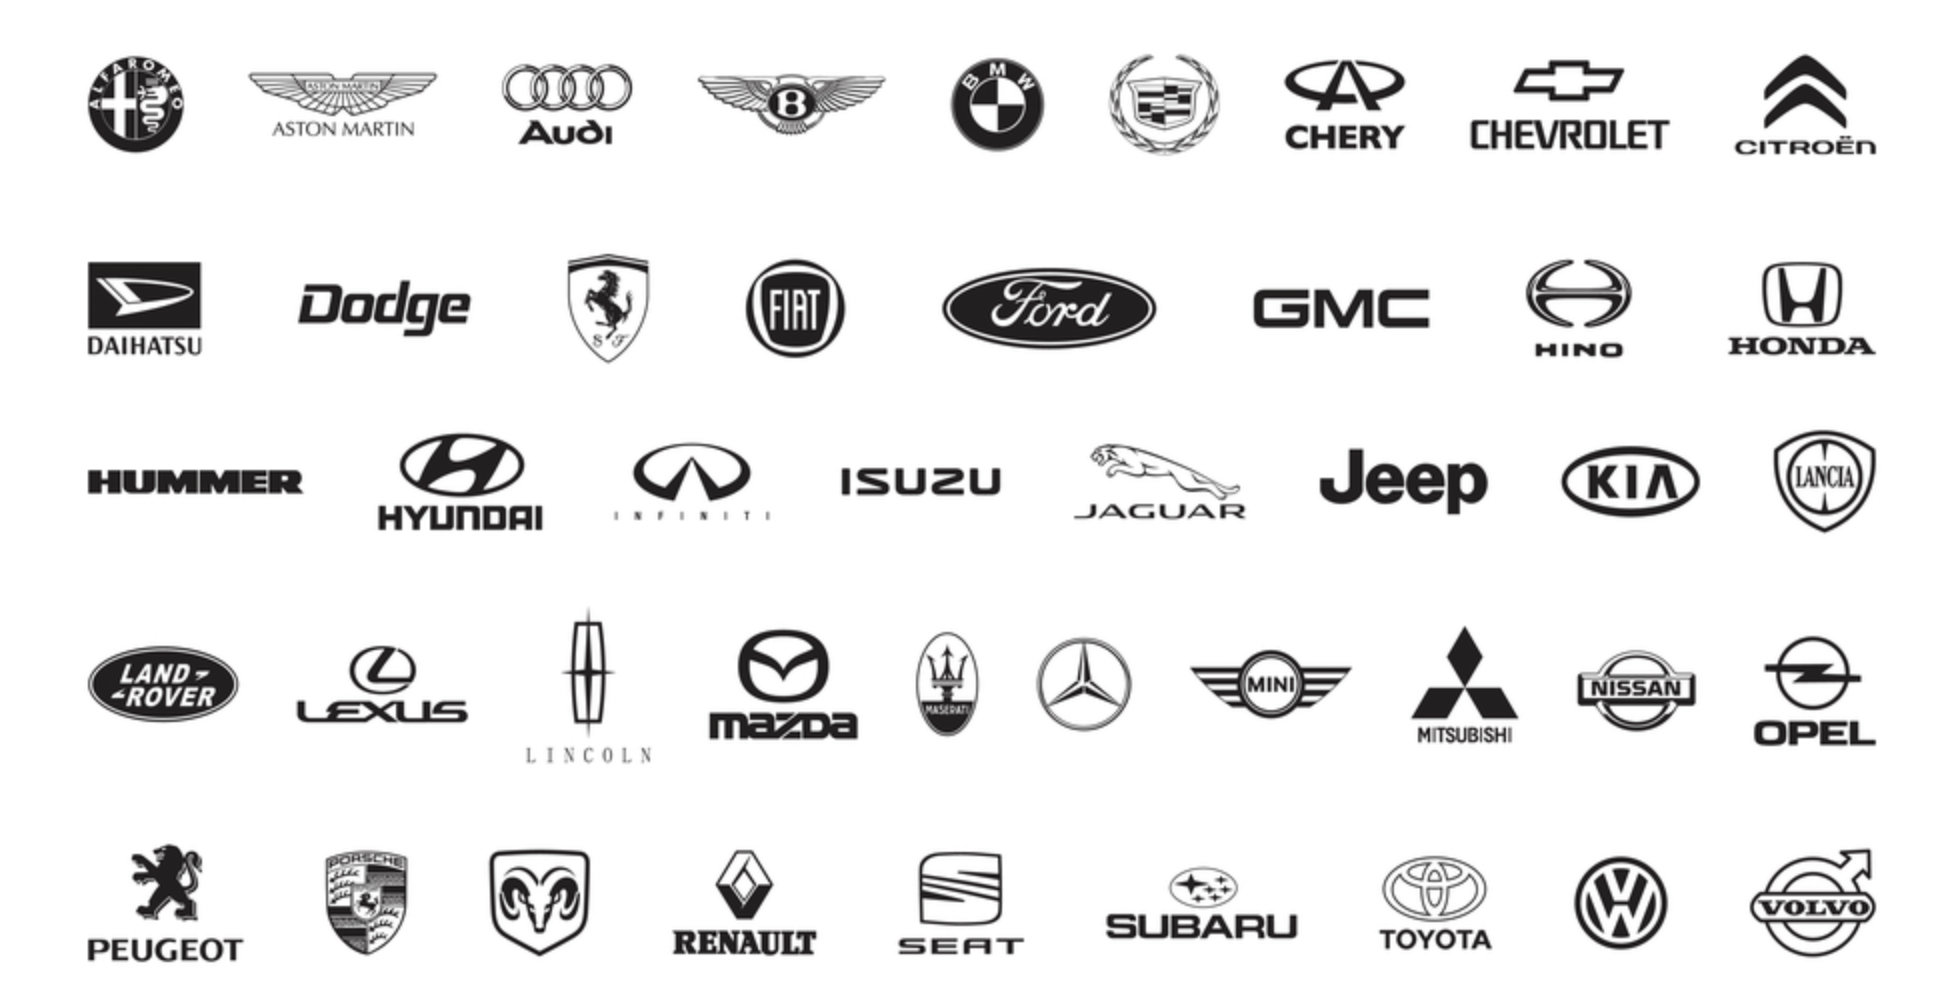 ALFA ROMEO
ASTON MARTIN
ASTON MARTIN
Audi
B
BMW
CHERY
CHEVROLET
CITROËN
DAIHATSU
Dodge
S F
FIAT
Ford
GMC
HINO
HONDA
HUMMER
HYUNDAI
INFINITI
ISUZU
JAGUAR
Jeep
KIA
LANCIA
LAND
ROVER
LEXUS
LINCOLN
mazda
MASERATI
MINI
MITSUBISHI
NISSAN
OPEL
PEUGEOT
PORSCHE
RENAULT
SEAT
SUBARU
TOYOTA
VW
VOLVO